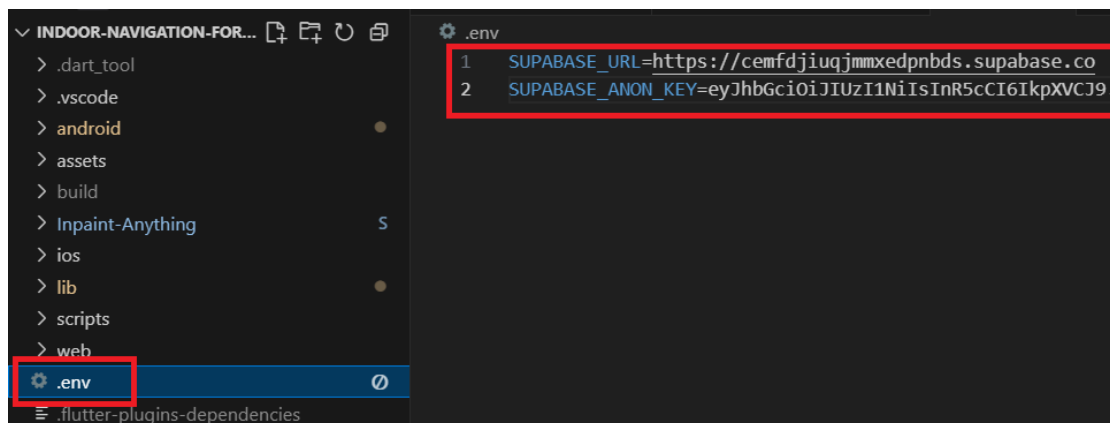 INDOOR-NAVIGATION-FOR...
.dart_tool
.vscode
android
assets
build
Inpaint-Anything S
ios
lib
scripts
web
.env
.flutter-plugins-dependencies
.env
1 SUPABASE_URL=https://cemfdjiuqjmmxedpnbds.supabase.co
2 SUPABASE_ANON_KEY=eyJhbGciOiJIUzI1NiIsInR5cCI6IkpXVCJ9